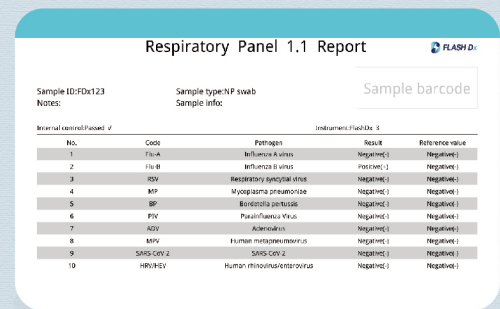 Respiratory Panel 1.1 Report
FLASH Dx
Sample ID:FDx123 Sample type:NP swab
Notes: Sample info:
Sample barcode
Internal control:Passed √ Instrument:FlashDx 3
No. Code Pathogen Result Reference value
1 Flu-A Influenza A virus Negative(-) Negative(-)
2 Flu-B Influenza B virus Positive(+) Negative(-)
3 RSV Respiratory syncytial virus Negative(-) Negative(-)
4 MP Mycoplasma pneumoniae Negative(-) Negative(-)
5 BP Bordetella pertussis Negative(-) Negative(-)
6 PIV Parainfluenza Virus Negative(-) Negative(-)
7 ADV Adenovirus Negative(-) Negative(-)
8 MPV Human metapneumovirus Negative(-) Negative(-)
9 SARS-CoV-2 SARS-CoV-2 Negative(-) Negative(-)
10 HRV/HEV Human rhinovirus/enterovirus Negative(-) Negative(-)